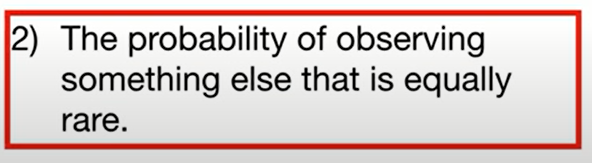 2) The probability of observing
something else that is equally
rare.